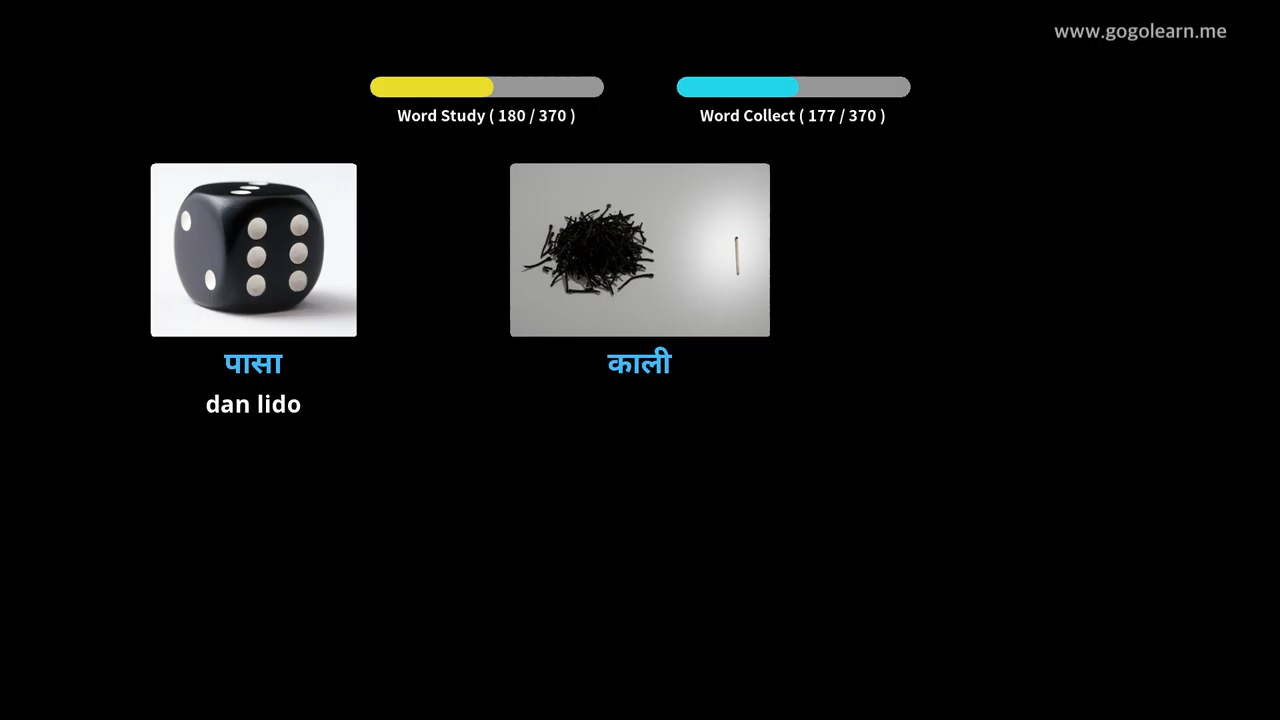 www.gogolearn.me
Word Study ( 180 / 370 )
Word Collect ( 177 / 370 )
पासा
काली
dan lido